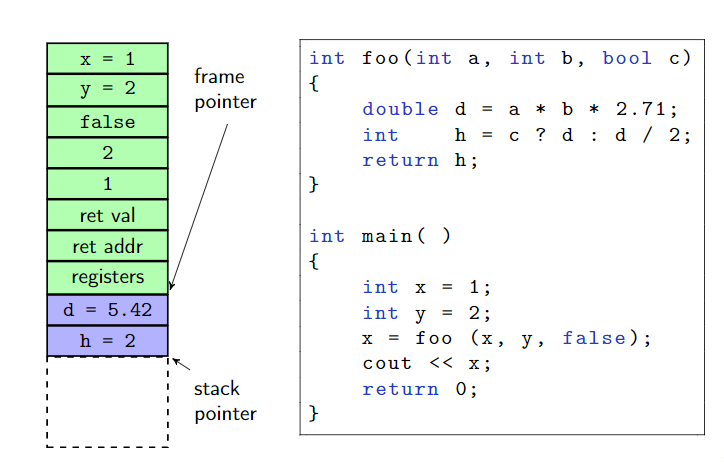 x = 1
y = 2
false
2
1
ret val
ret addr
registers
d = 5.42
h = 2
frame
pointer
stack
pointer
int foo(int a, int b, bool c)
{
    double d = a * b * 2.71;
    int    h = c ? d : d / 2;
    return h;
}

int main( )
{
    int x = 1;
    int y = 2;
    x = foo (x, y, false);
    cout << x;
    return 0;
}